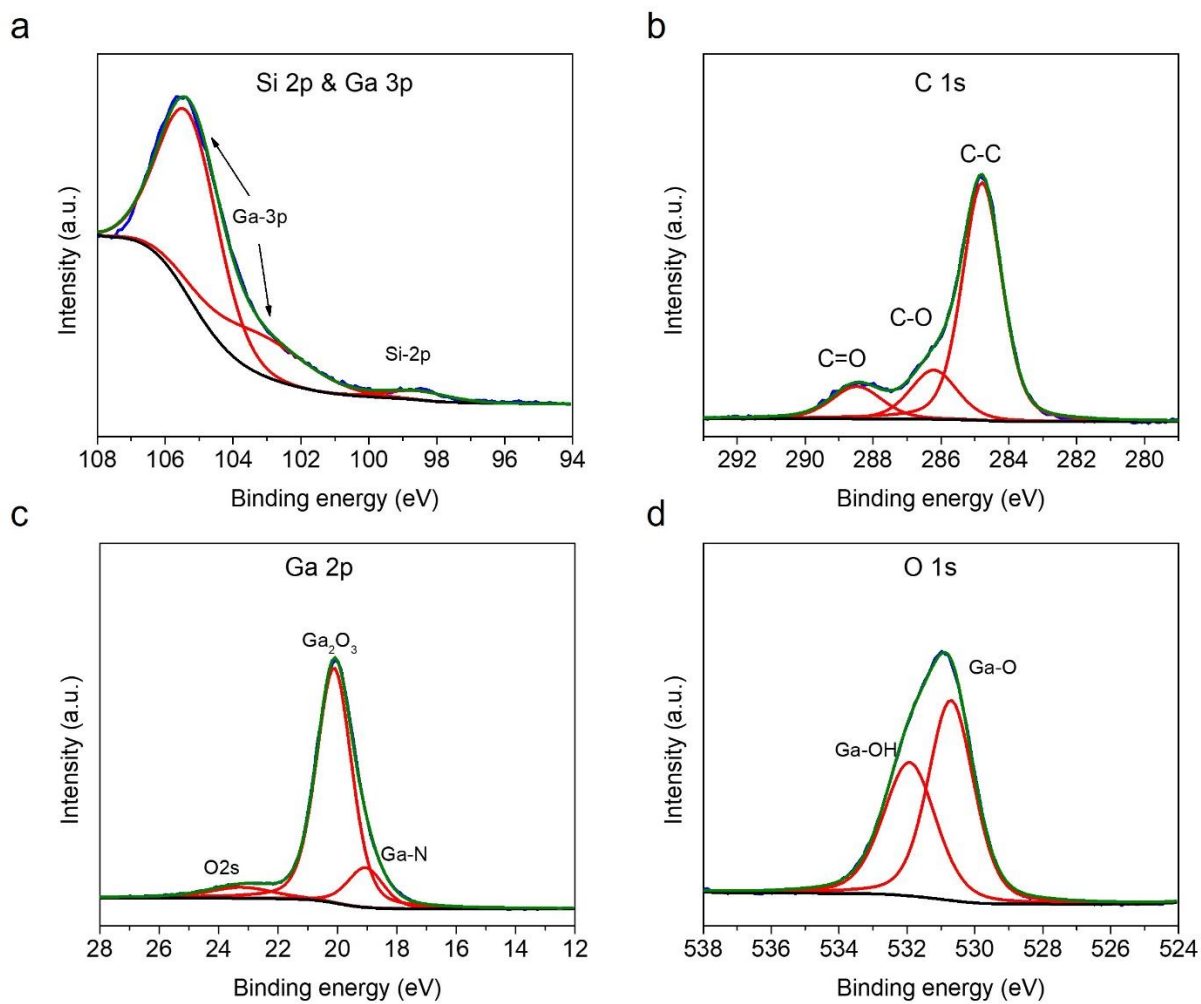 a
Si 2p & Ga 3p
Ga-3p
Si-2p
Intensity (a.u.)
108 106 104 102 100 98 96 94
Binding energy (eV)
b
C 1s
C-C
C-O
C=O
Intensity (a.u.)
292 290 288 286 284 282 280
Binding energy (eV)
c
Ga 2p
Ga₂O₃
Ga-N
O2s
Intensity (a.u.)
28 26 24 22 20 18 16 14 12
Binding energy (eV)
d
O 1s
Ga-O
Ga-OH
Intensity (a.u.)
538 536 534 532 530 528 526 524
Binding energy (eV)